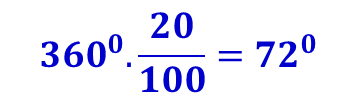 360⁰. 20/100 = 72⁰